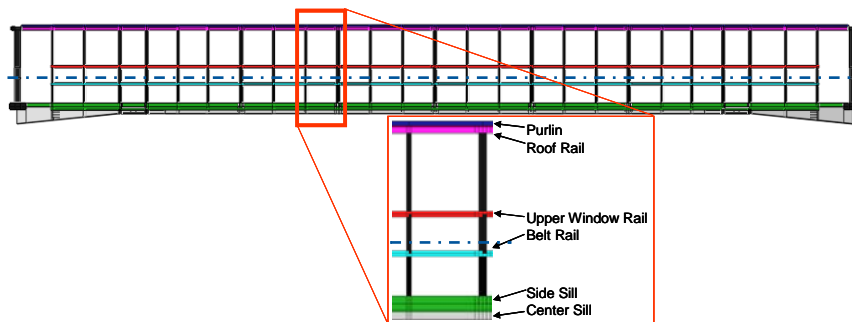 Purlin
Roof Rail
Upper Window Rail
Belt Rail
Side Sill
Center Sill